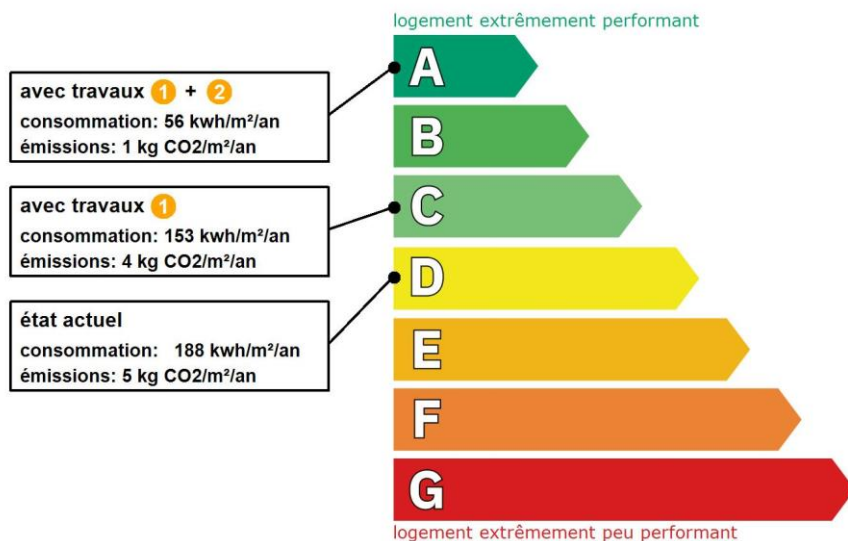 logement extrêmement performant
A
avec travaux 1 + 2
consommation: 56 kwh/m²/an
émissions: 1 kg CO2/m²/an
B
avec travaux 1
consommation: 153 kwh/m²/an
émissions: 4 kg CO2/m²/an
C
D
état actuel
consommation: 188 kwh/m²/an
émissions: 5 kg CO2/m²/an
E
F
G
logement extrêmement peu performant